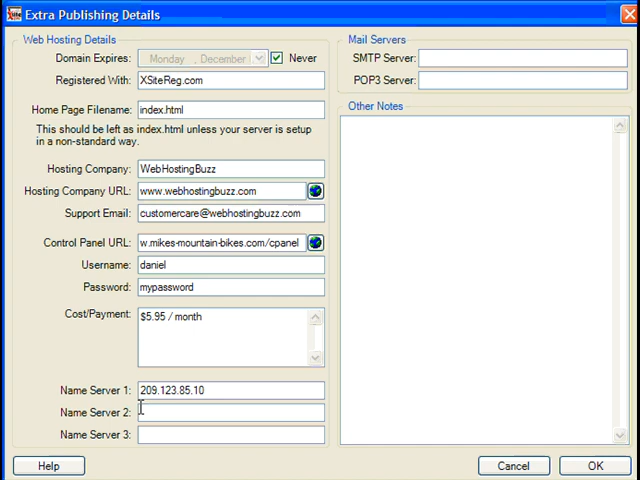 Extra Publishing Details
Web Hosting Details
Domain Expires: Monday , December Never
Registered With: XSiteReg.com
Home Page Filename: index.html
This should be left as index.html unless your server is setup
in a non-standard way.
Hosting Company: WebHostingBuzz
Hosting Company URL: www.webhostingbuzz.com
Support Email: customercare@webhostingbuzz.com
Control Panel URL: w.mikes-mountain-bikes.com/cpanel
Username: daniel
Password: mypassword
Cost/Payment: $5.95 / month
Name Server 1: 209.123.85.10
Name Server 2:
Name Server 3:
Mail Servers
SMTP Server:
POP3 Server:
Other Notes
Help
Cancel
OK